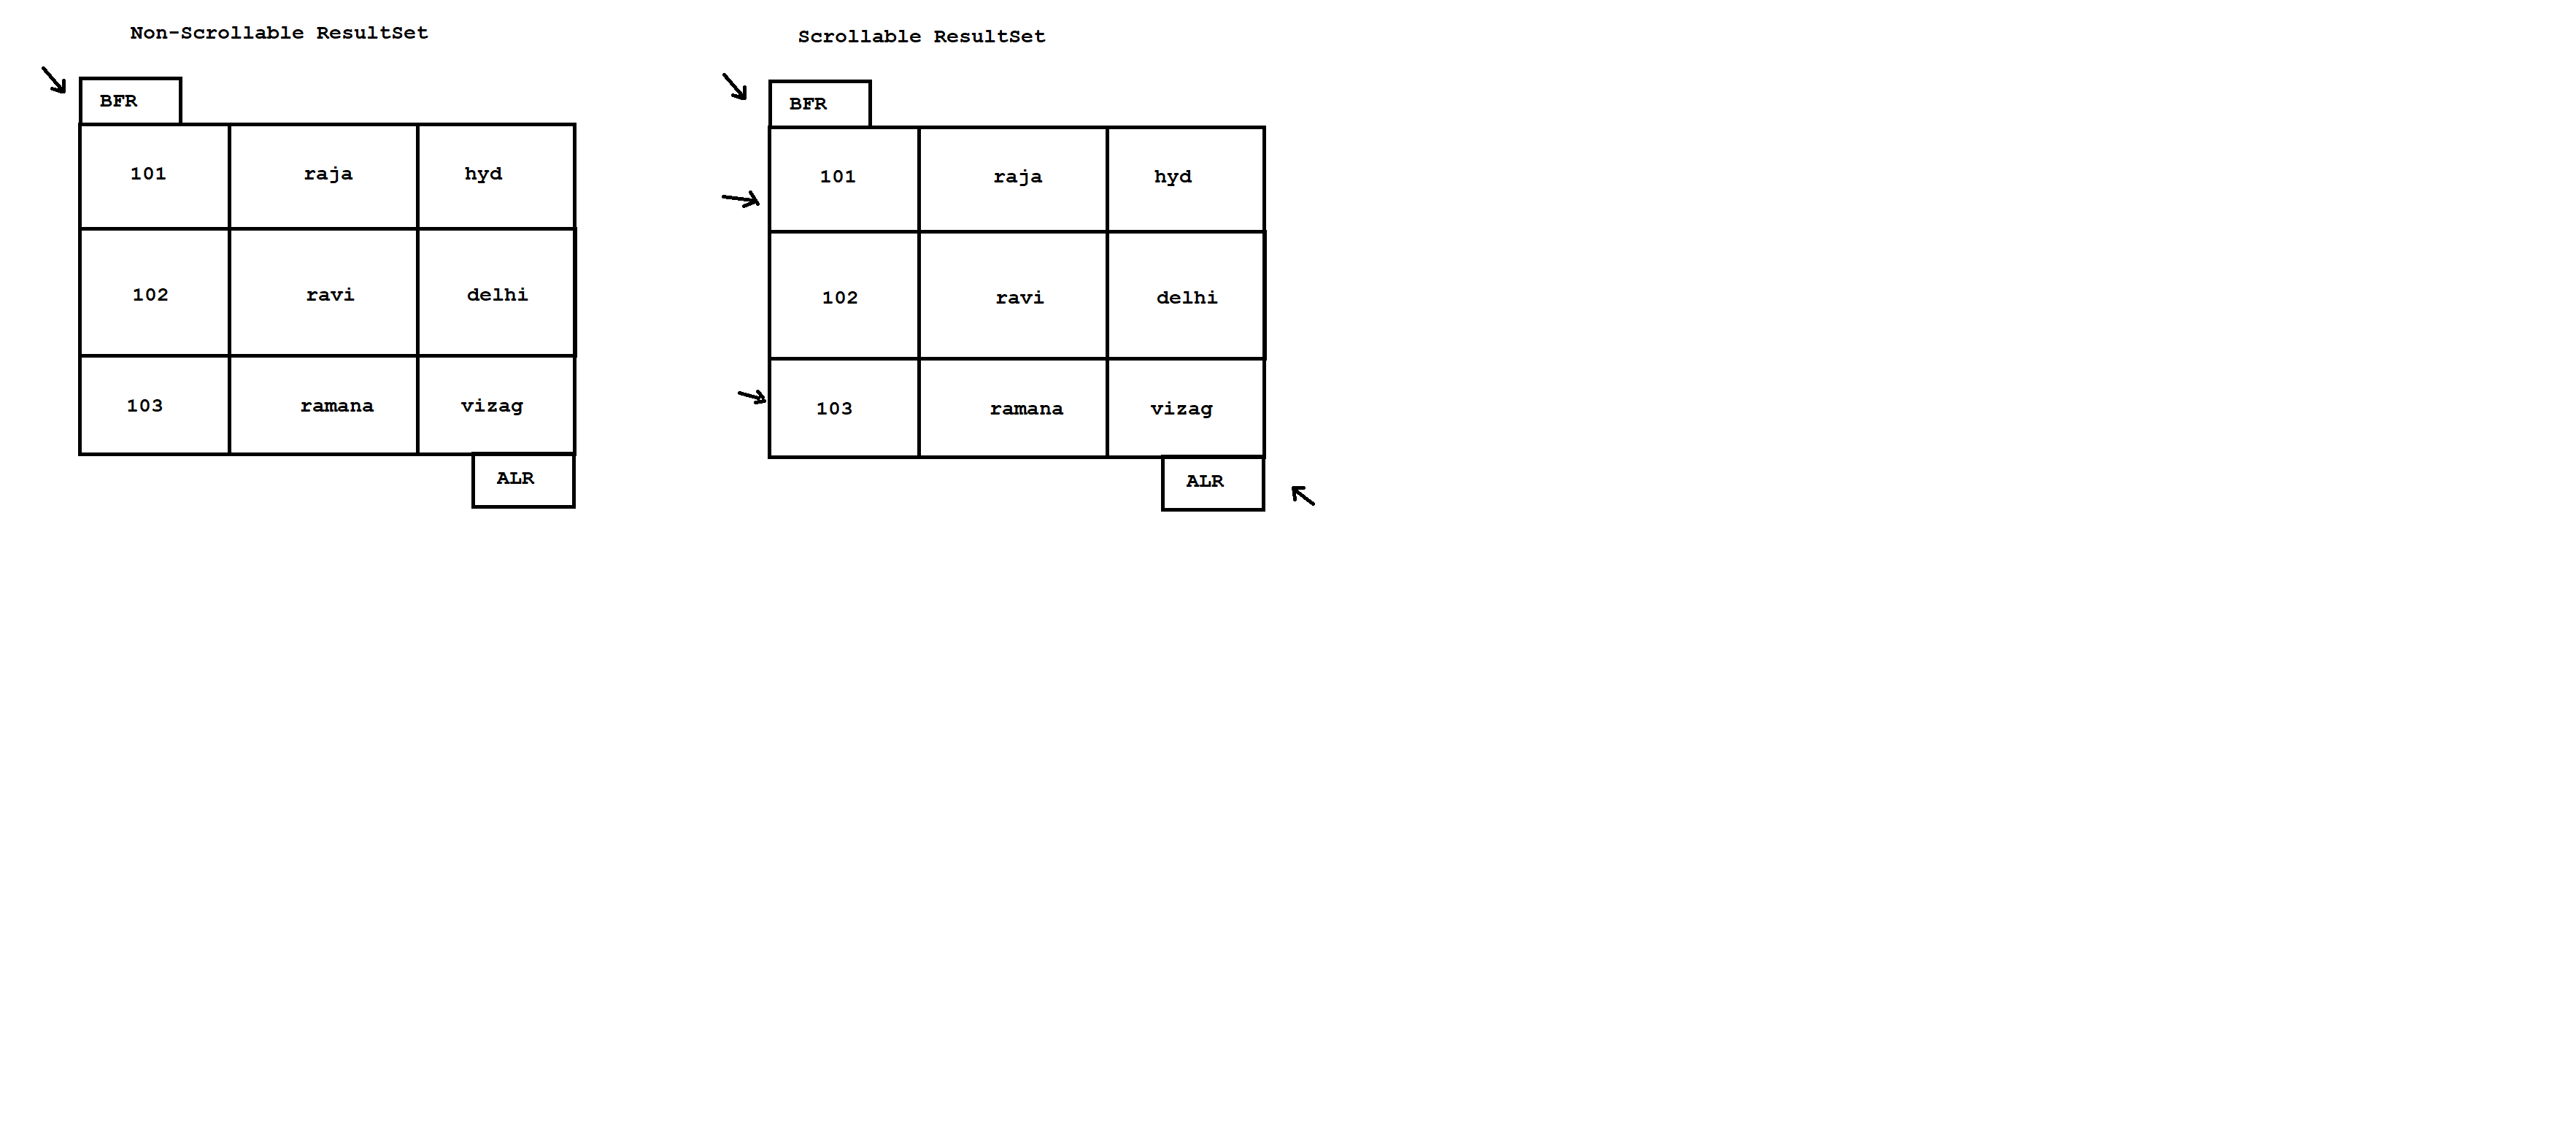 Non-Scrollable ResultSet
BFR
101 raja hyd
102 ravi delhi
103 ramana vizag
ALR
Scrollable ResultSet
BFR
101 raja hyd
102 ravi delhi
103 ramana vizag
ALR